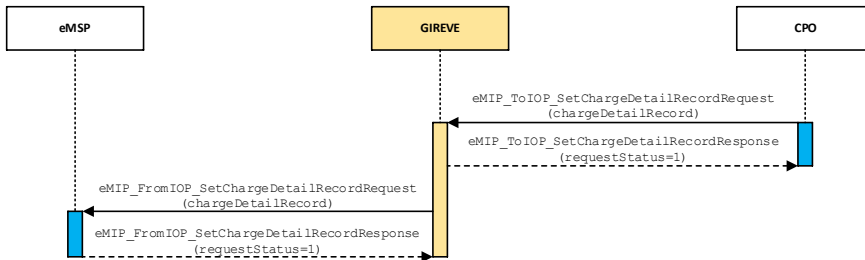 eMSP
GIREVE
CPO
eMIP_ToIOP_SetChargeDetailRecordRequest
(chargeDetailRecord)
eMIP_ToIOP_SetChargeDetailRecordResponse
(requestStatus=1)
eMIP_FromIOP_SetChargeDetailRecordRequest
(chargeDetailRecord)
eMIP_FromIOP_SetChargeDetailRecordResponse
(requestStatus=1)